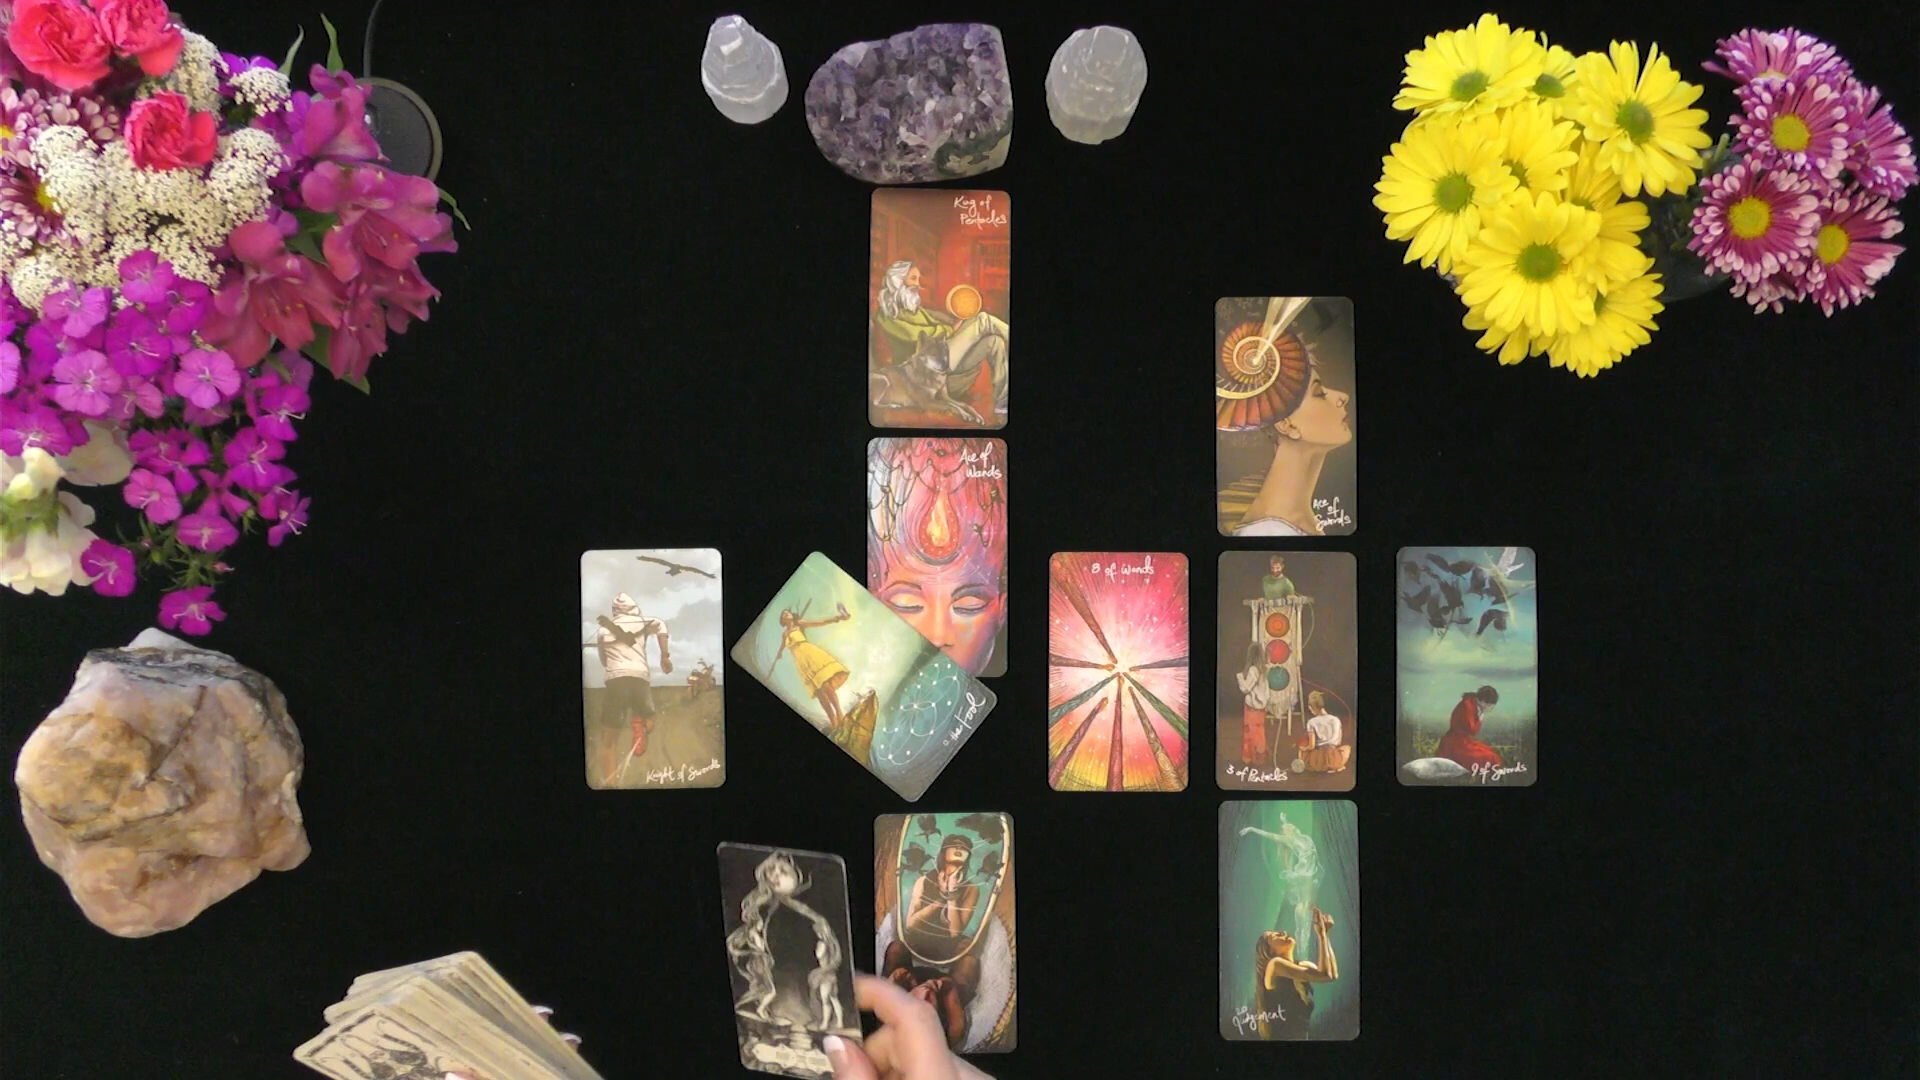 King of
Pentacles
Ace of
Wands
Ace
of
Swords
8 of Wands
Knight of Swords
0. the Fool
3 of Pentacles
9 of Swords
20
Judgement